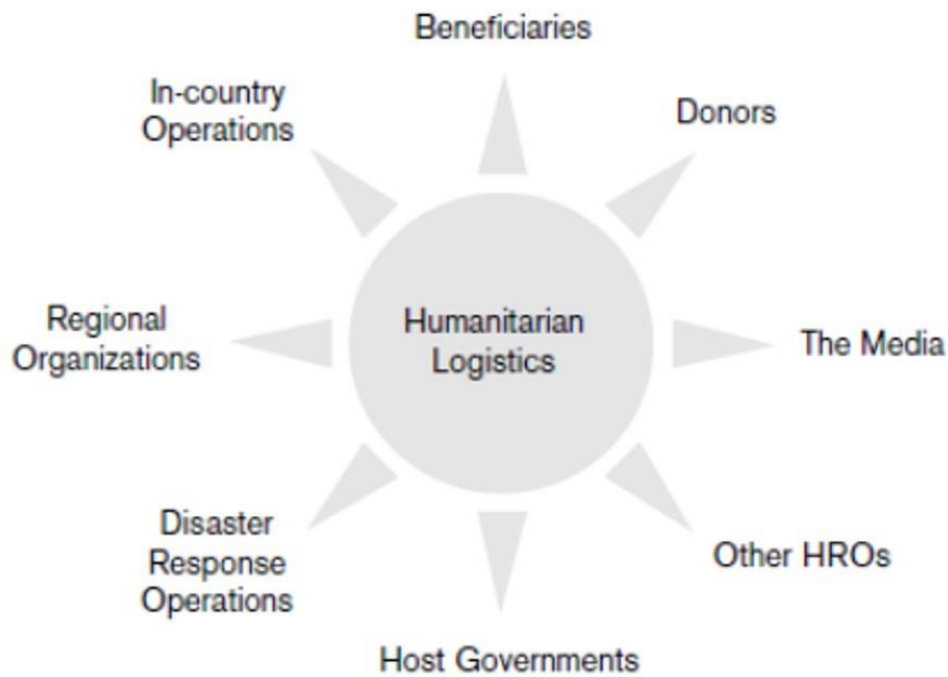 Beneficiaries
In-country
Operations
Donors
Regional
Organizations
Humanitarian
Logistics
The Media
Disaster
Response
Operations
Other HROs
Host Governments